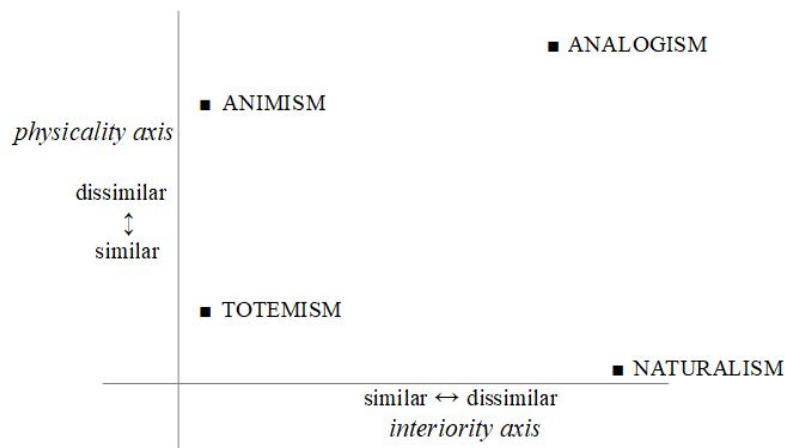 ■ ANALOGISM
■ ANIMISM
physicality axis
dissimilar
↕
similar
■ TOTEMISM
■ NATURALISM
similar ↔ dissimilar
interiority axis